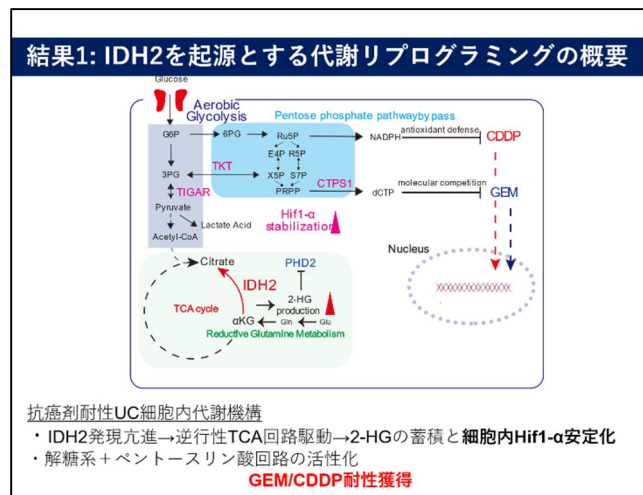 結果1: IDH2を起源とする代謝リプログラミングの概要
Glucose
Aerobic
Glycolysis
Pentose phosphate pathwaybypass
G6P
6PG
Ru5P
NADPH
antioxidant defense
CDDP
E4P
R5P
3PG
TKT
X5P
S7P
CTPS1
TIGAR
PRPP
dCTP
molecular competition
GEM
Pyruvate
Lactate Acid
Hif1-α
stabilization
Acetyl-CoA
Nucleus
Citrate
PHD2
IDH2
TCA cycle
2-HG
production
αKG
Gln
Glu
Reductive Glutamine Metabolism
抗癌剤耐性UC細胞内代謝機構
・IDH2発現亢進→逆行性TCA回路駆動→2-HGの蓄積と細胞内Hif1-α安定化
・解糖系＋ペントースリン酸回路の活性化
GEM/CDDP耐性獲得